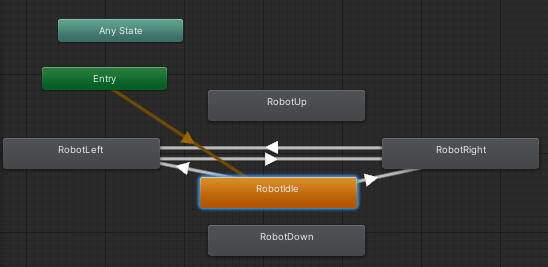 Any State
Entry
RobotUp
RobotLeft
RobotRight
RobotIdle
RobotDown